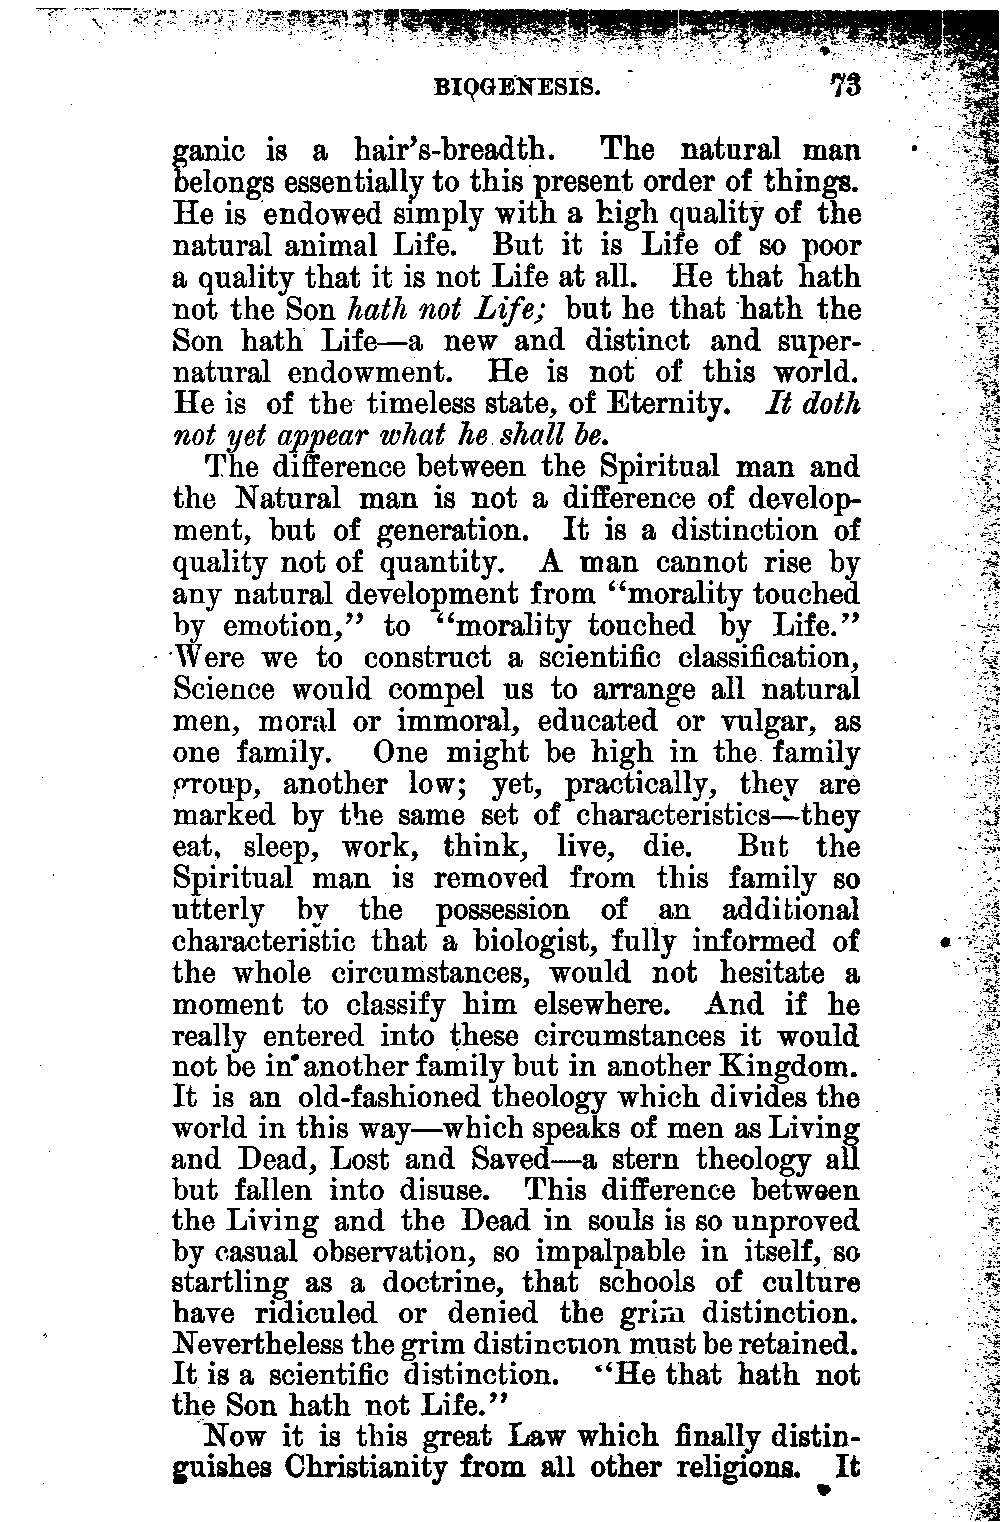 BIOGENESIS. 73
ganic is a hair's-breadth. The natural man
belongs essentially to this present order of things.
He is endowed simply with a high quality of the
natural animal Life. But it is Life of so poor
a quality that it is not Life at all. He that hath
not the Son hath not Life; but he that hath the
Son hath Life—a new and distinct and super-
natural endowment. He is not of this world.
He is of the timeless state, of Eternity. It doth
not yet appear what he shall be.
The difference between the Spiritual man and
the Natural man is not a difference of develop-
ment, but of generation. It is a distinction of
quality not of quantity. A man cannot rise by
any natural development from "morality touched
by emotion," to "morality touched by Life."
Were we to construct a scientific classification,
Science would compel us to arrange all natural
men, moral or immoral, educated or vulgar, as
one family. One might be high in the family
group, another low; yet, practically, they are
marked by the same set of characteristics—they
eat, sleep, work, think, live, die. But the
Spiritual man is removed from this family so
utterly by the possession of an additional
characteristic that a biologist, fully informed of
the whole circumstances, would not hesitate a
moment to classify him elsewhere. And if he
really entered into these circumstances it would
not be in another family but in another Kingdom.
It is an old-fashioned theology which divides the
world in this way—which speaks of men as Living
and Dead, Lost and Saved—a stern theology all
but fallen into disuse. This difference between
the Living and the Dead in souls is so unproved
by casual observation, so impalpable in itself, so
startling as a doctrine, that schools of culture
have ridiculed or denied the grim distinction.
Nevertheless the grim distinction must be retained.
It is a scientific distinction. "He that hath not
the Son hath not Life."
Now it is this great Law which finally distin-
guishes Christianity from all other religions. It